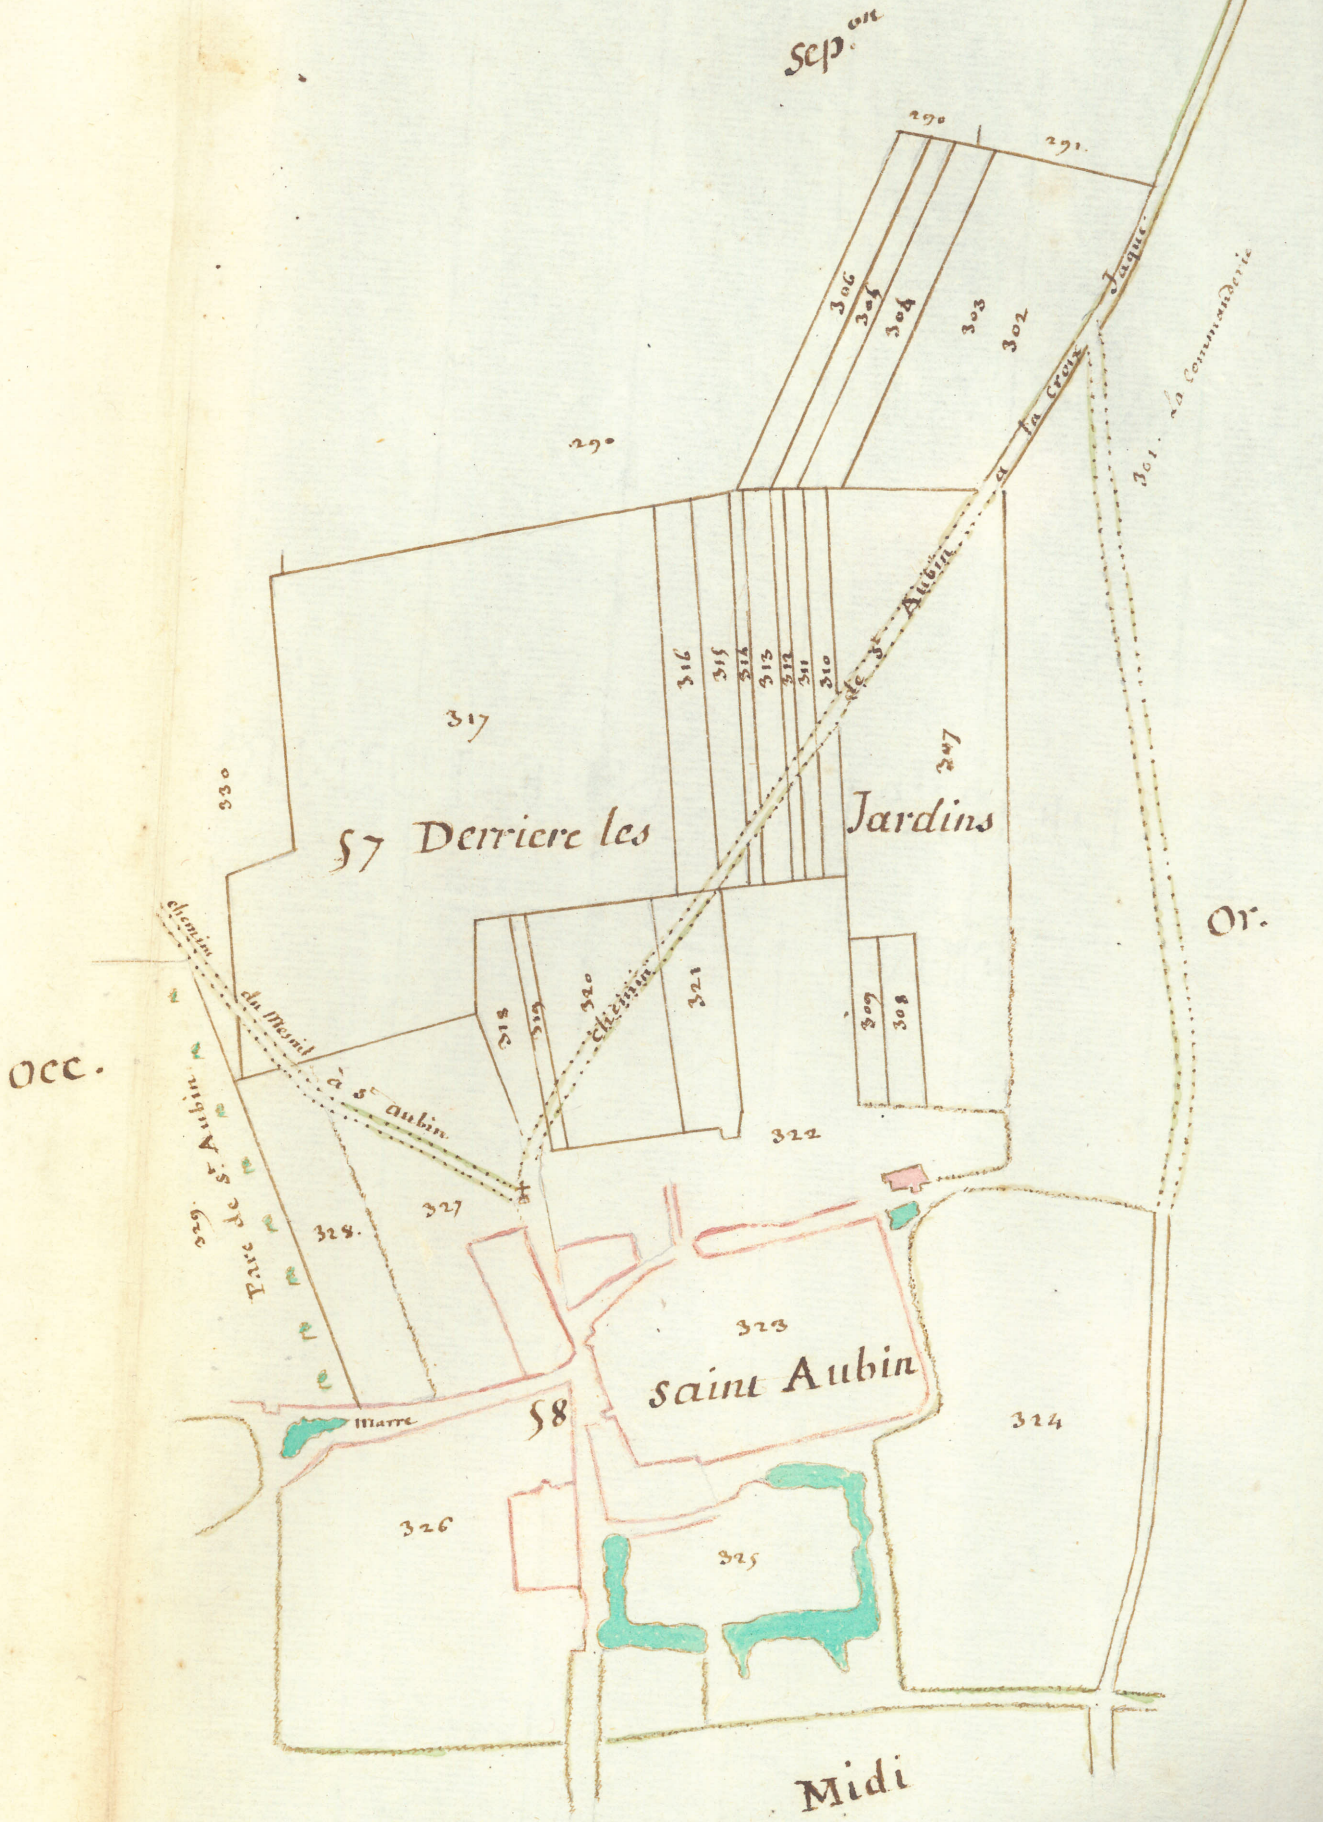 Sep.on
290
291.
306
305
304
303
302
chemin de st Aubin a la croix Jaque.
301. la Commanderie
290
316
315
314
313
312
311
310
307
317
330
57 Derriere les Jardins
Or.
chemin du Mesnil à st aubin
318
319
320
321
309
308
Occ.
322
329. Parc de st. Aubin
328.
327
323
saint Aubin
58
Marre
324
326
325
Midi